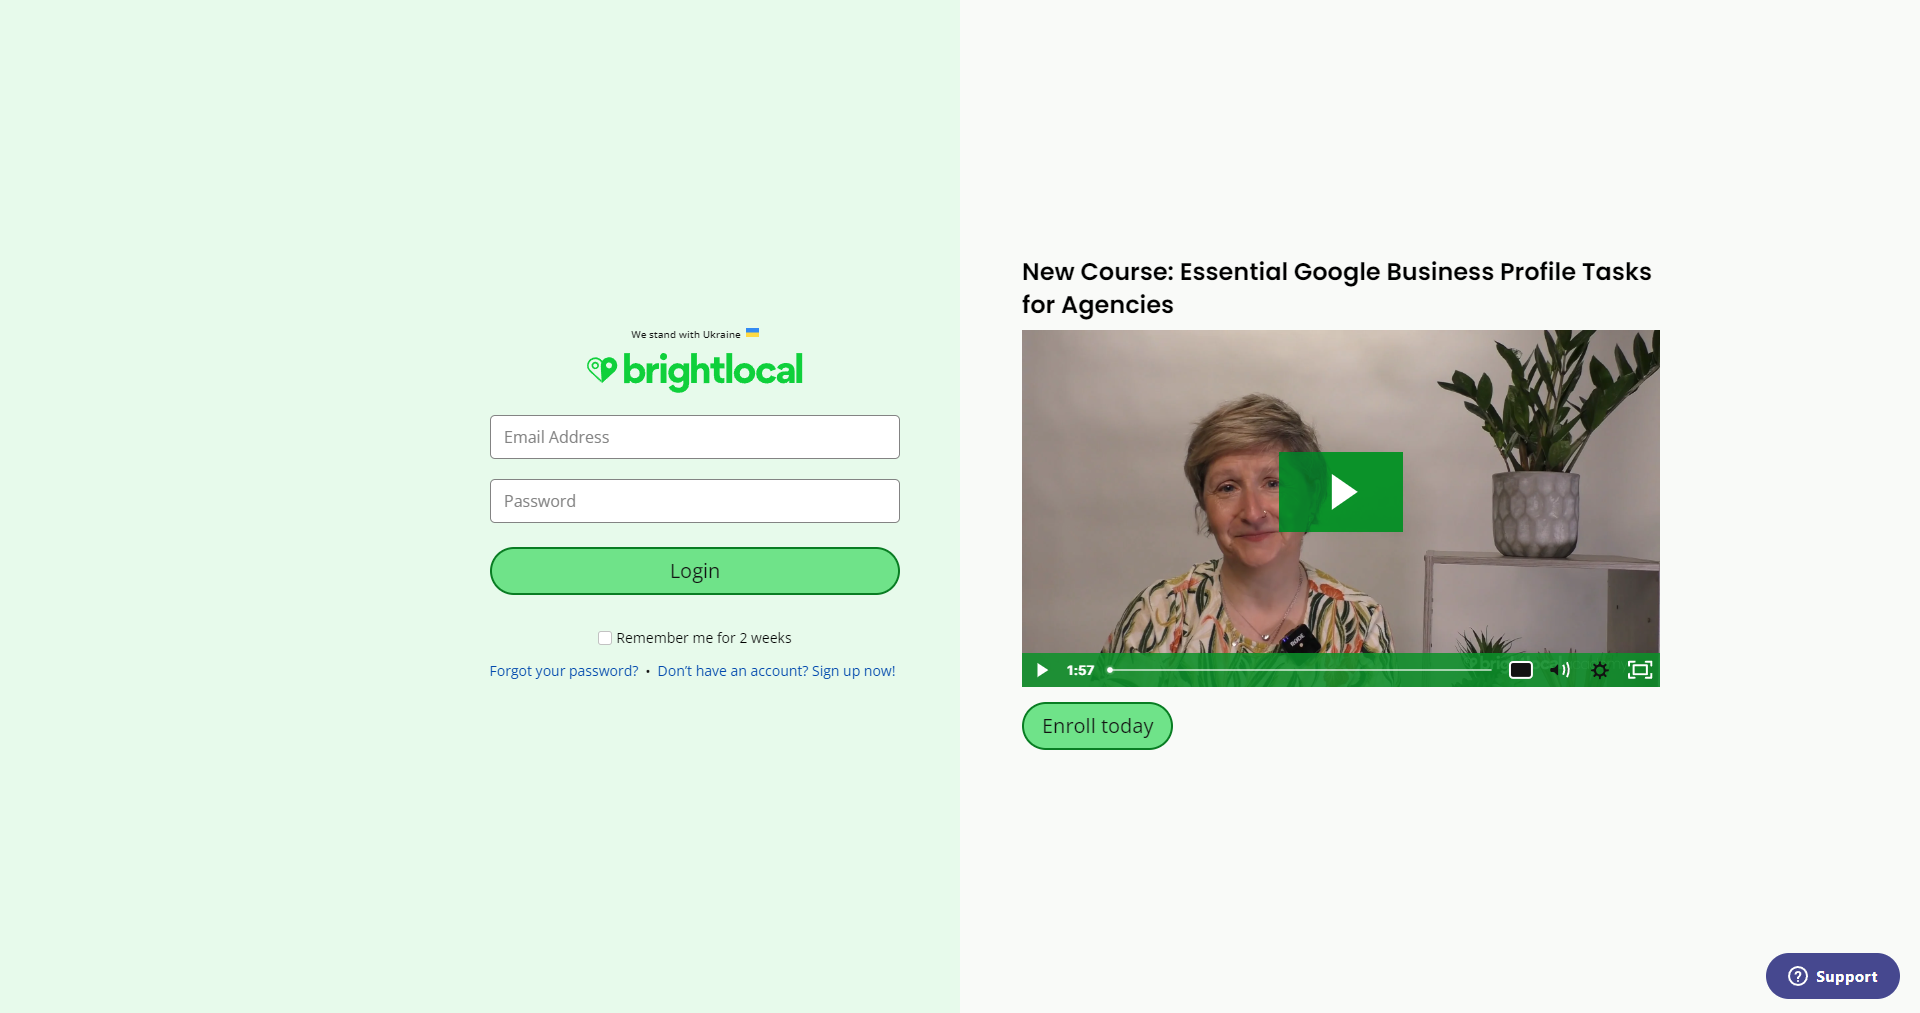 We stand with Ukraine
brightlocal
Email Address
Password
Login
Remember me for 2 weeks
Forgot your password? • Don't have an account? Sign up now!
New Course: Essential Google Business Profile Tasks
for Agencies
RODE
1:57
Enroll today
Support